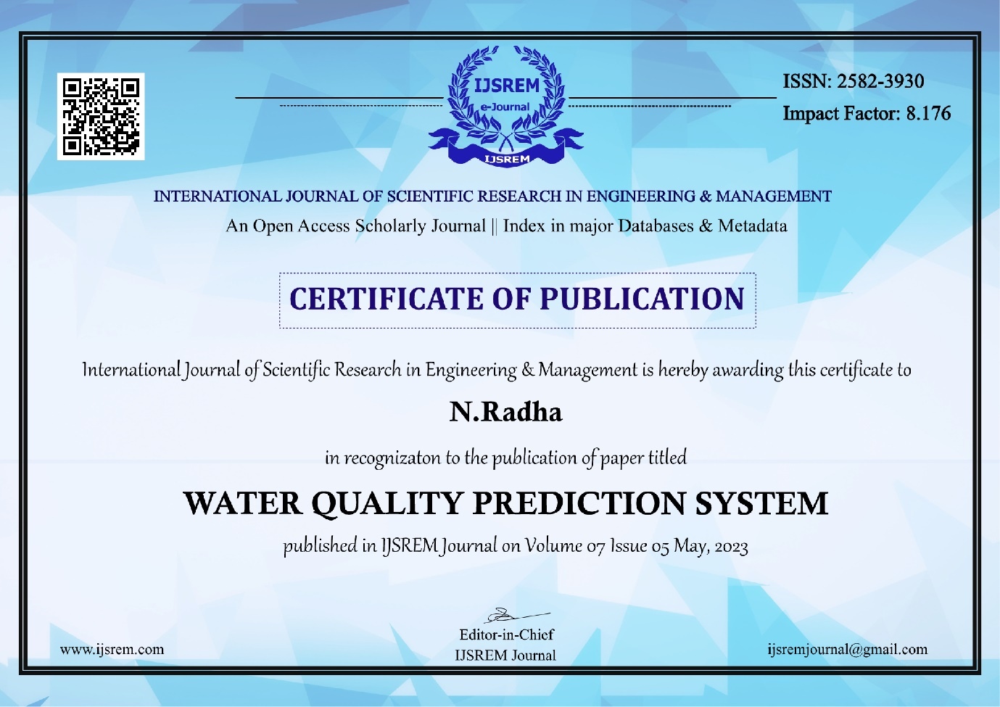 IJSREM
e-Journal
IJSREM
ISSN: 2582-3930
Impact Factor: 8.176
INTERNATIONAL JOURNAL OF SCIENTIFIC RESEARCH IN ENGINEERING & MANAGEMENT
An Open Access Scholarly Journal || Index in major Databases & Metadata
CERTIFICATE OF PUBLICATION
International Journal of Scientific Research in Engineering & Management is hereby awarding this certificate to
N.Radha
in recognizaton to the publication of paper titled
WATER QUALITY PREDICTION SYSTEM
published in IJSREM Journal on Volume 07 Issue 05 May, 2023
Editor-in-Chief
IJSREM Journal
www.ijsrem.com
ijsremjournal@gmail.com